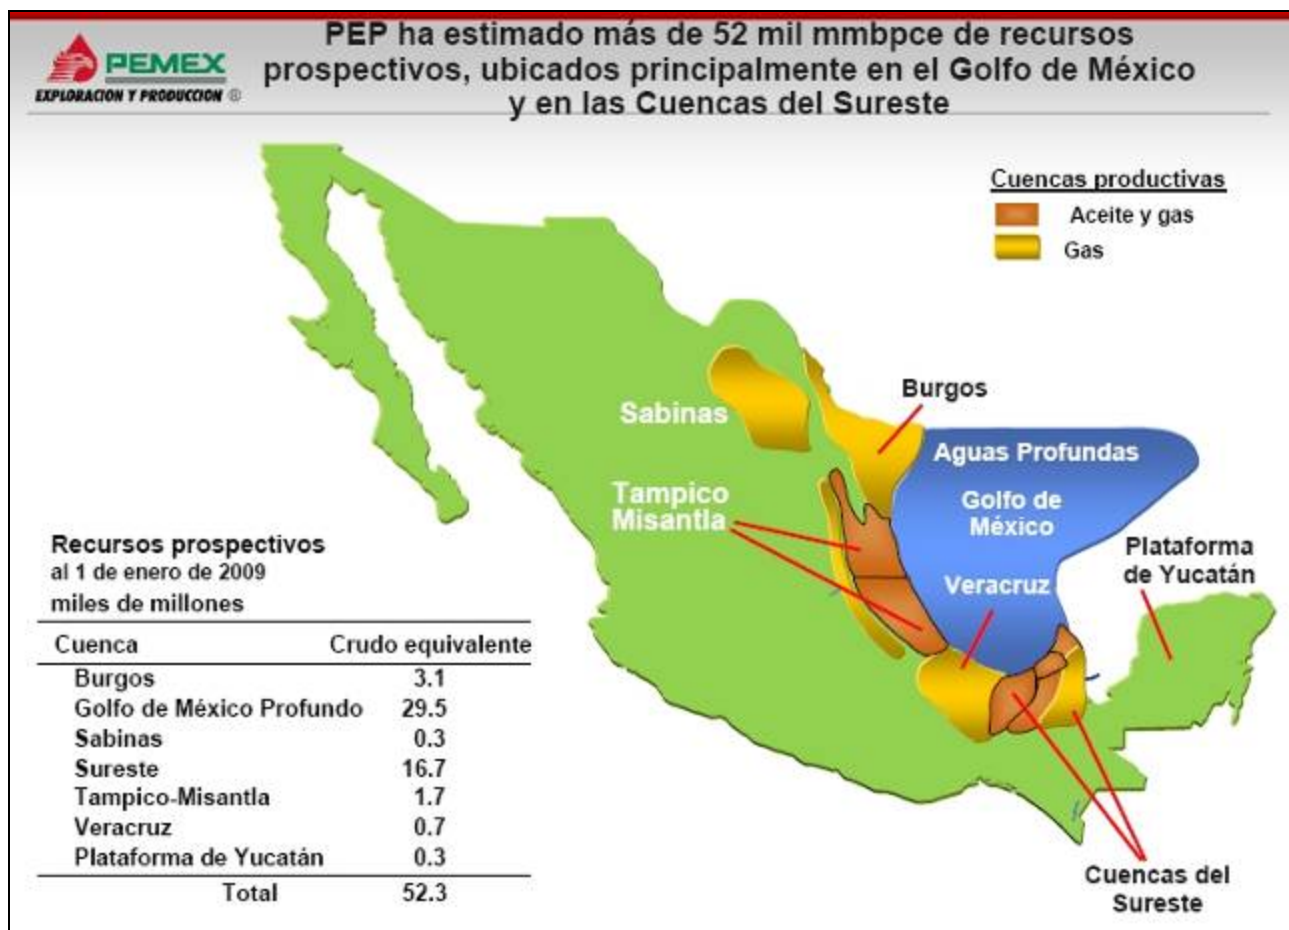 PEMEX
EXPLORACION Y PRODUCCION ®
PEP ha estimado más de 52 mil mmbpce de recursos
prospectivos, ubicados principalmente en el Golfo de México
y en las Cuencas del Sureste
Cuencas productivas
Aceite y gas
Gas
Burgos
Sabinas
Aguas Profundas
Tampico
Misantla
Golfo de
México
Veracruz
Plataforma
de Yucatán
Recursos prospectivos
al 1 de enero de 2009
miles de millones
Cuenca Crudo equivalente
Burgos 3.1
Golfo de México Profundo 29.5
Sabinas 0.3
Sureste 16.7
Tampico-Misantla 1.7
Veracruz 0.7
Plataforma de Yucatán 0.3
Total 52.3
Cuencas del
Sureste